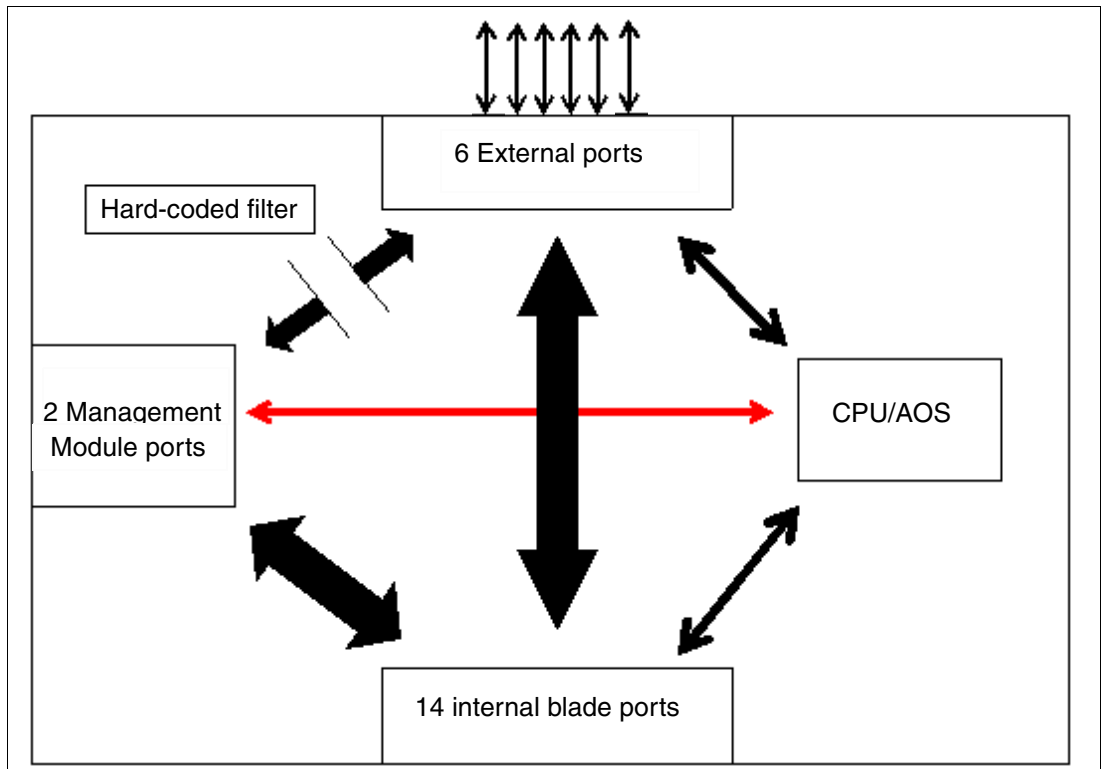 6 External ports
Hard-coded filter
2 Management
Module ports
CPU/AOS
14 internal blade ports